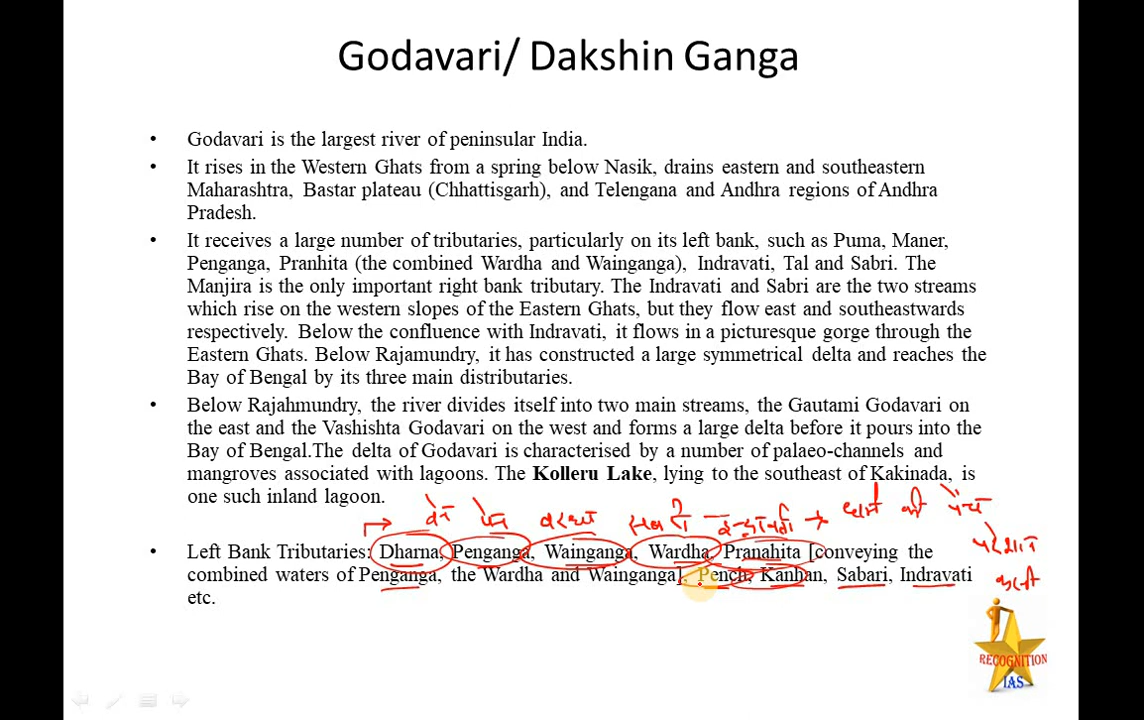 Godavari/ Dakshin Ganga
• Godavari is the largest river of peninsular India.
• It rises in the Western Ghats from a spring below Nasik, drains eastern and southeastern
Maharashtra, Bastar plateau (Chhattisgarh), and Telengana and Andhra regions of Andhra
Pradesh.
• It receives a large number of tributaries, particularly on its left bank, such as Puma, Maner,
Penganga, Pranhita (the combined Wardha and Wainganga), Indravati, Tal and Sabri. The
Manjira is the only important right bank tributary. The Indravati and Sabri are the two streams
which rise on the western slopes of the Eastern Ghats, but they flow east and southeastwards
respectively. Below the confluence with Indravati, it flows in a picturesque gorge through the
Eastern Ghats. Below Rajamundry, it has constructed a large symmetrical delta and reaches the
Bay of Bengal by its three main distributaries.
• Below Rajahmundry, the river divides itself into two main streams, the Gautami Godavari on
the east and the Vashishta Godavari on the west and forms a large delta before it pours into the
Bay of Bengal.The delta of Godavari is characterised by a number of palaeo-channels and
mangroves associated with lagoons. The Kolleru Lake, lying to the southeast of Kakinada, is
one such inland lagoon.
• Left Bank Tributaries: Dharna, Penganga, Wainganga, Wardha, Pranahita [conveying the
combined waters of Penganga, the Wardha and Wainganga], Pench, Kanhan, Sabari, Indravati
etc.
RECOGNITION
IAS